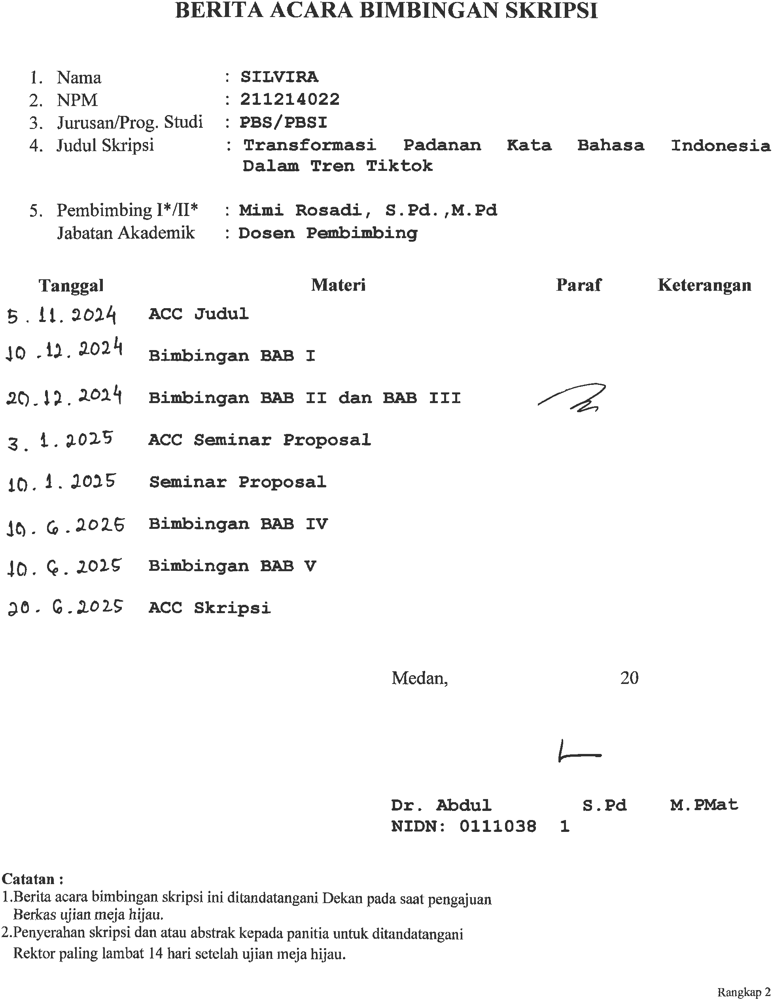 BERITA ACARA BIMBINGAN SKRIPSI
1. Nama : SILVIRA
2. NPM : 211214022
3. Jurusan/Prog. Studi : PBS/PBSI
4. Judul Skripsi : Transformasi Padanan Kata Bahasa Indonesia
Dalam Tren Tiktok
5. Pembimbing I*/II* : Mimi Rosadi, S.Pd.,M.Pd
Jabatan Akademik : Dosen Pembimbing
Tanggal Materi Paraf Keterangan
5. 11. 2024 ACC Judul
10 .12. 2024 Bimbingan BAB I
20. 12. 2024 Bimbingan BAB II dan BAB III
3. 1. 2025 ACC Seminar Proposal
10. 1. 2025 Seminar Proposal
10. 6. 2025 Bimbingan BAB IV
10. 6. 2025 Bimbingan BAB V
20. 6. 2025 ACC Skripsi
Medan, 20
Dr. Abdul S.Pd M.PMat
NIDN: 0111038 1
Catatan :
1.Berita acara bimbingan skripsi ini ditandatangani Dekan pada saat pengajuan
Berkas ujian meja hijau.
2.Penyerahan skripsi dan atau abstrak kepada panitia untuk ditandatangani
Rektor paling lambat 14 hari setelah ujian meja hijau.
Rangkap 2